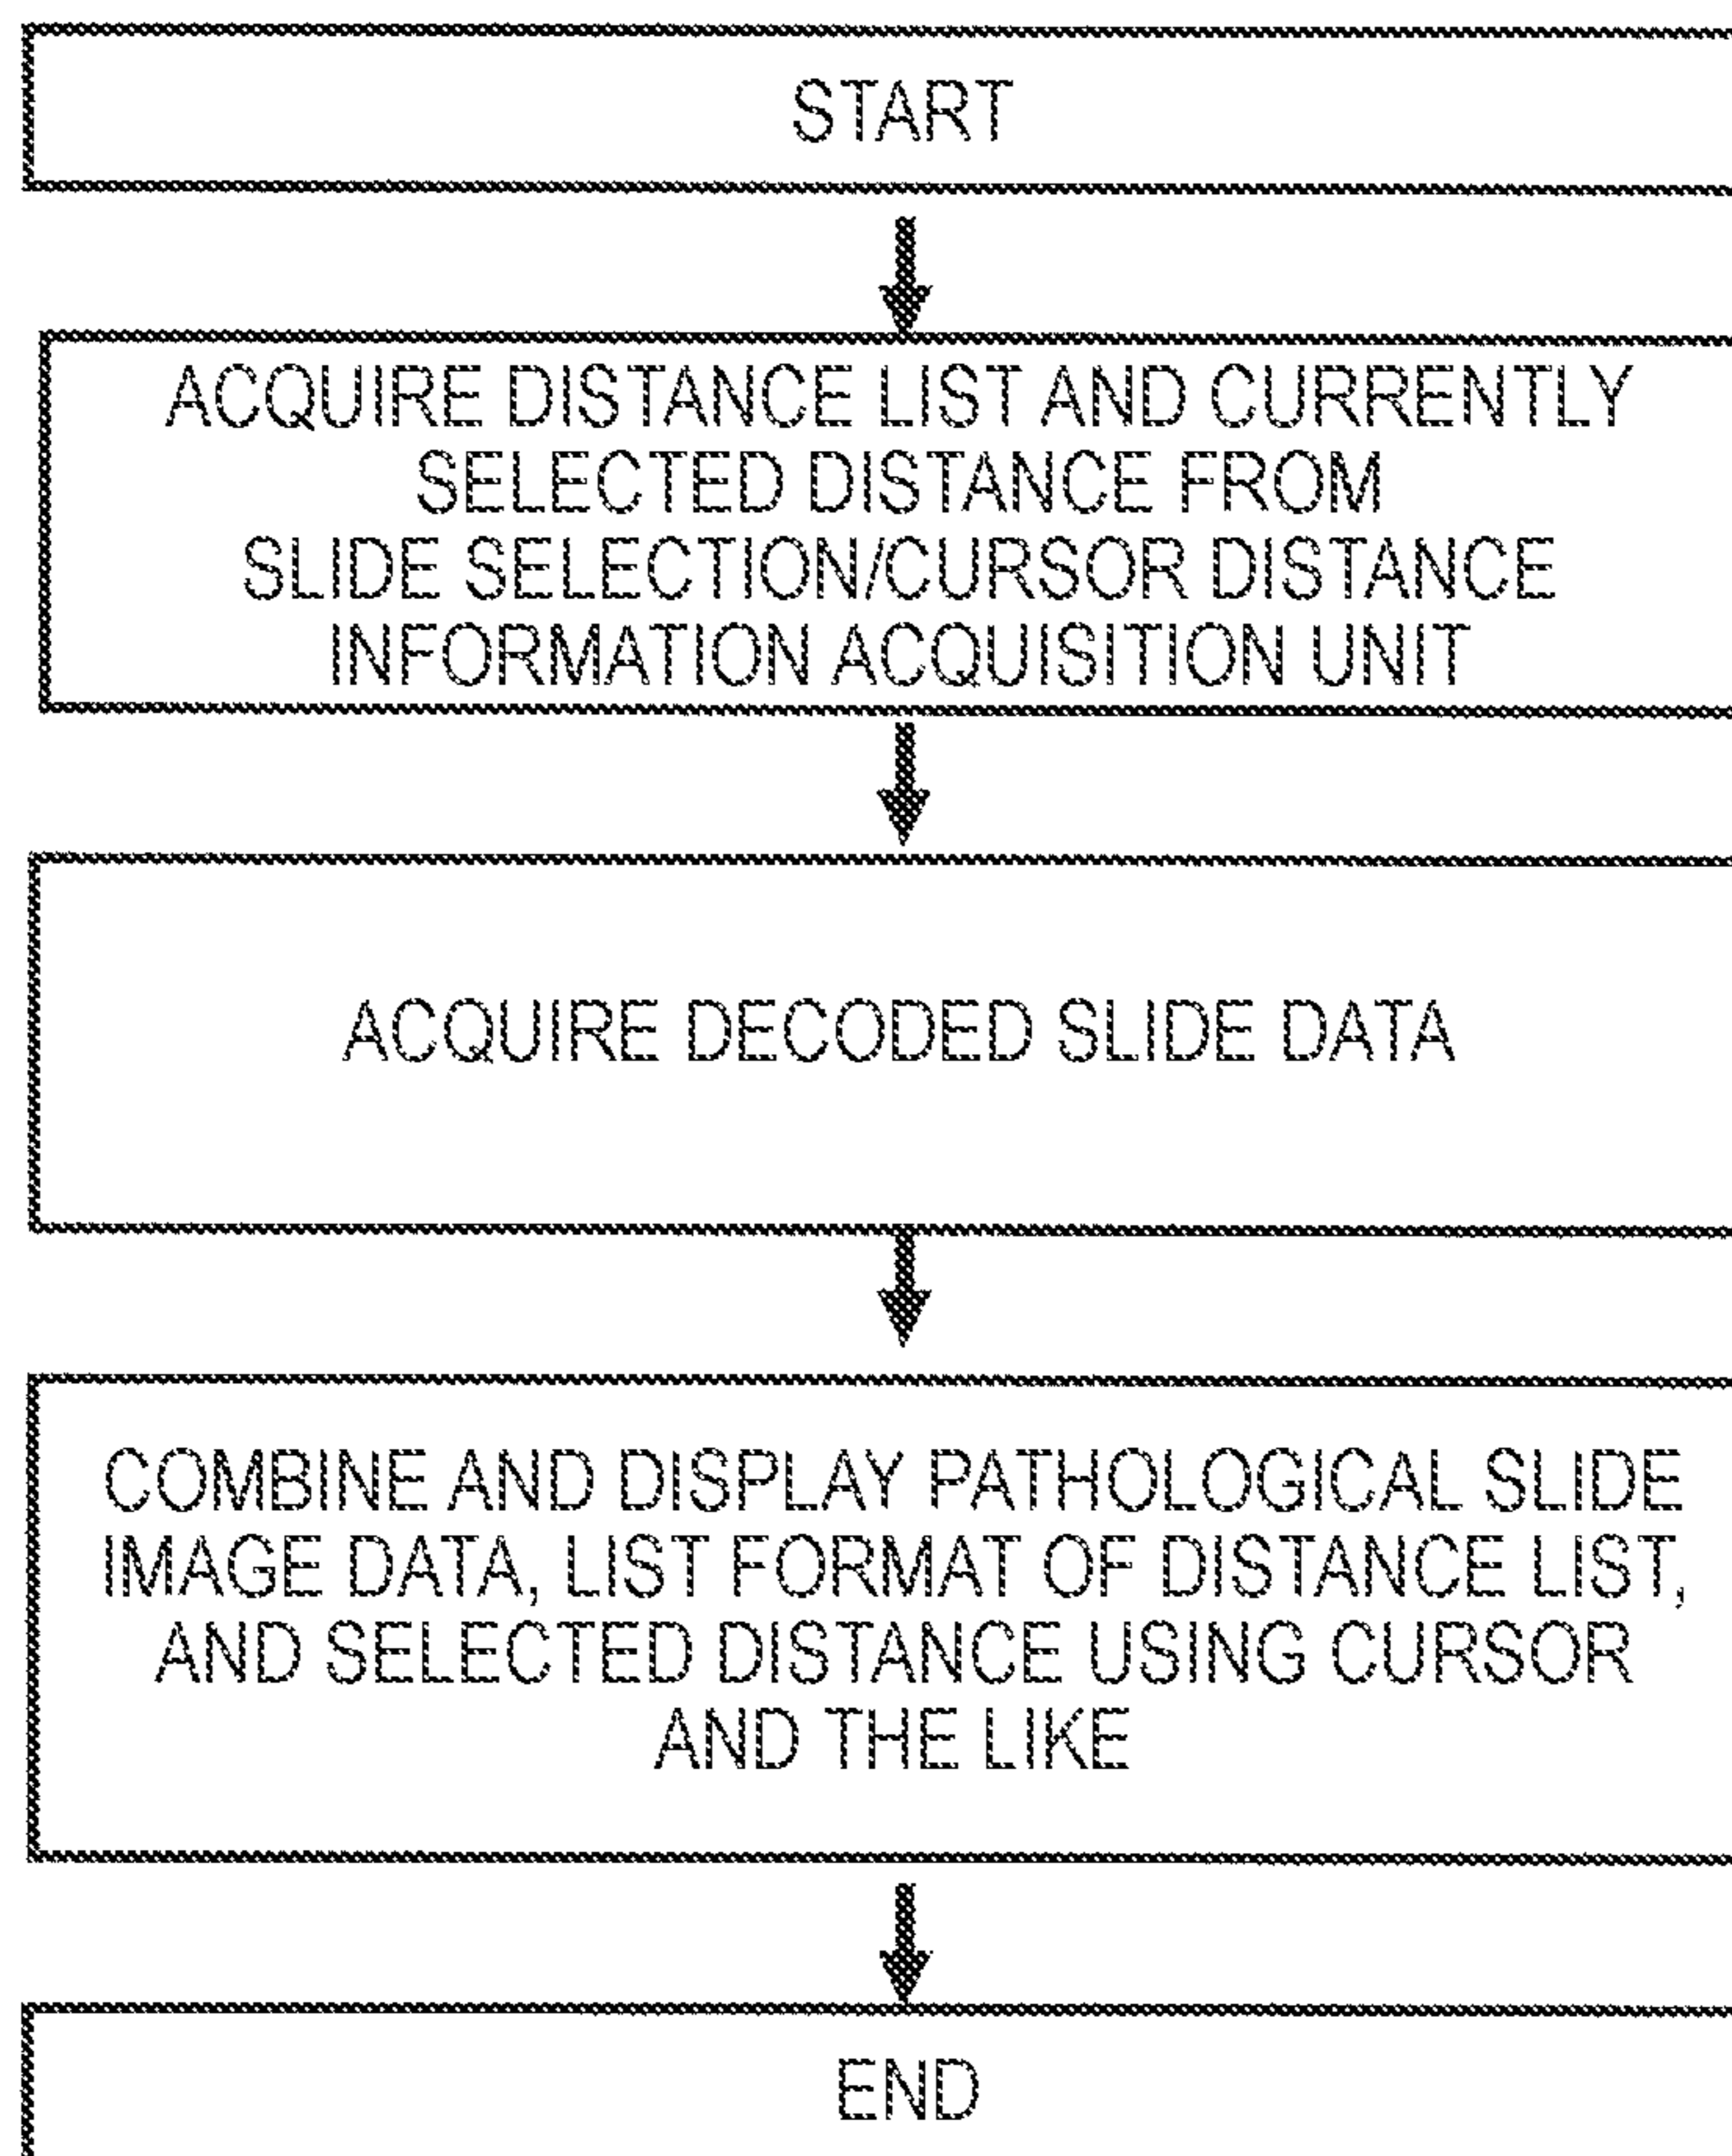 START
ACQUIRE DISTANCE LIST AND CURRENTLY
SELECTED DISTANCE FROM
SLIDE SELECTION/CURSOR DISTANCE
INFORMATION ACQUISITION UNIT
ACQUIRE DECODED SLIDE DATA
COMBINE AND DISPLAY PATHOLOGICAL SLIDE
IMAGE DATA, LIST FORMAT OF DISTANCE LIST,
AND SELECTED DISTANCE USING CURSOR
AND THE LIKE
END